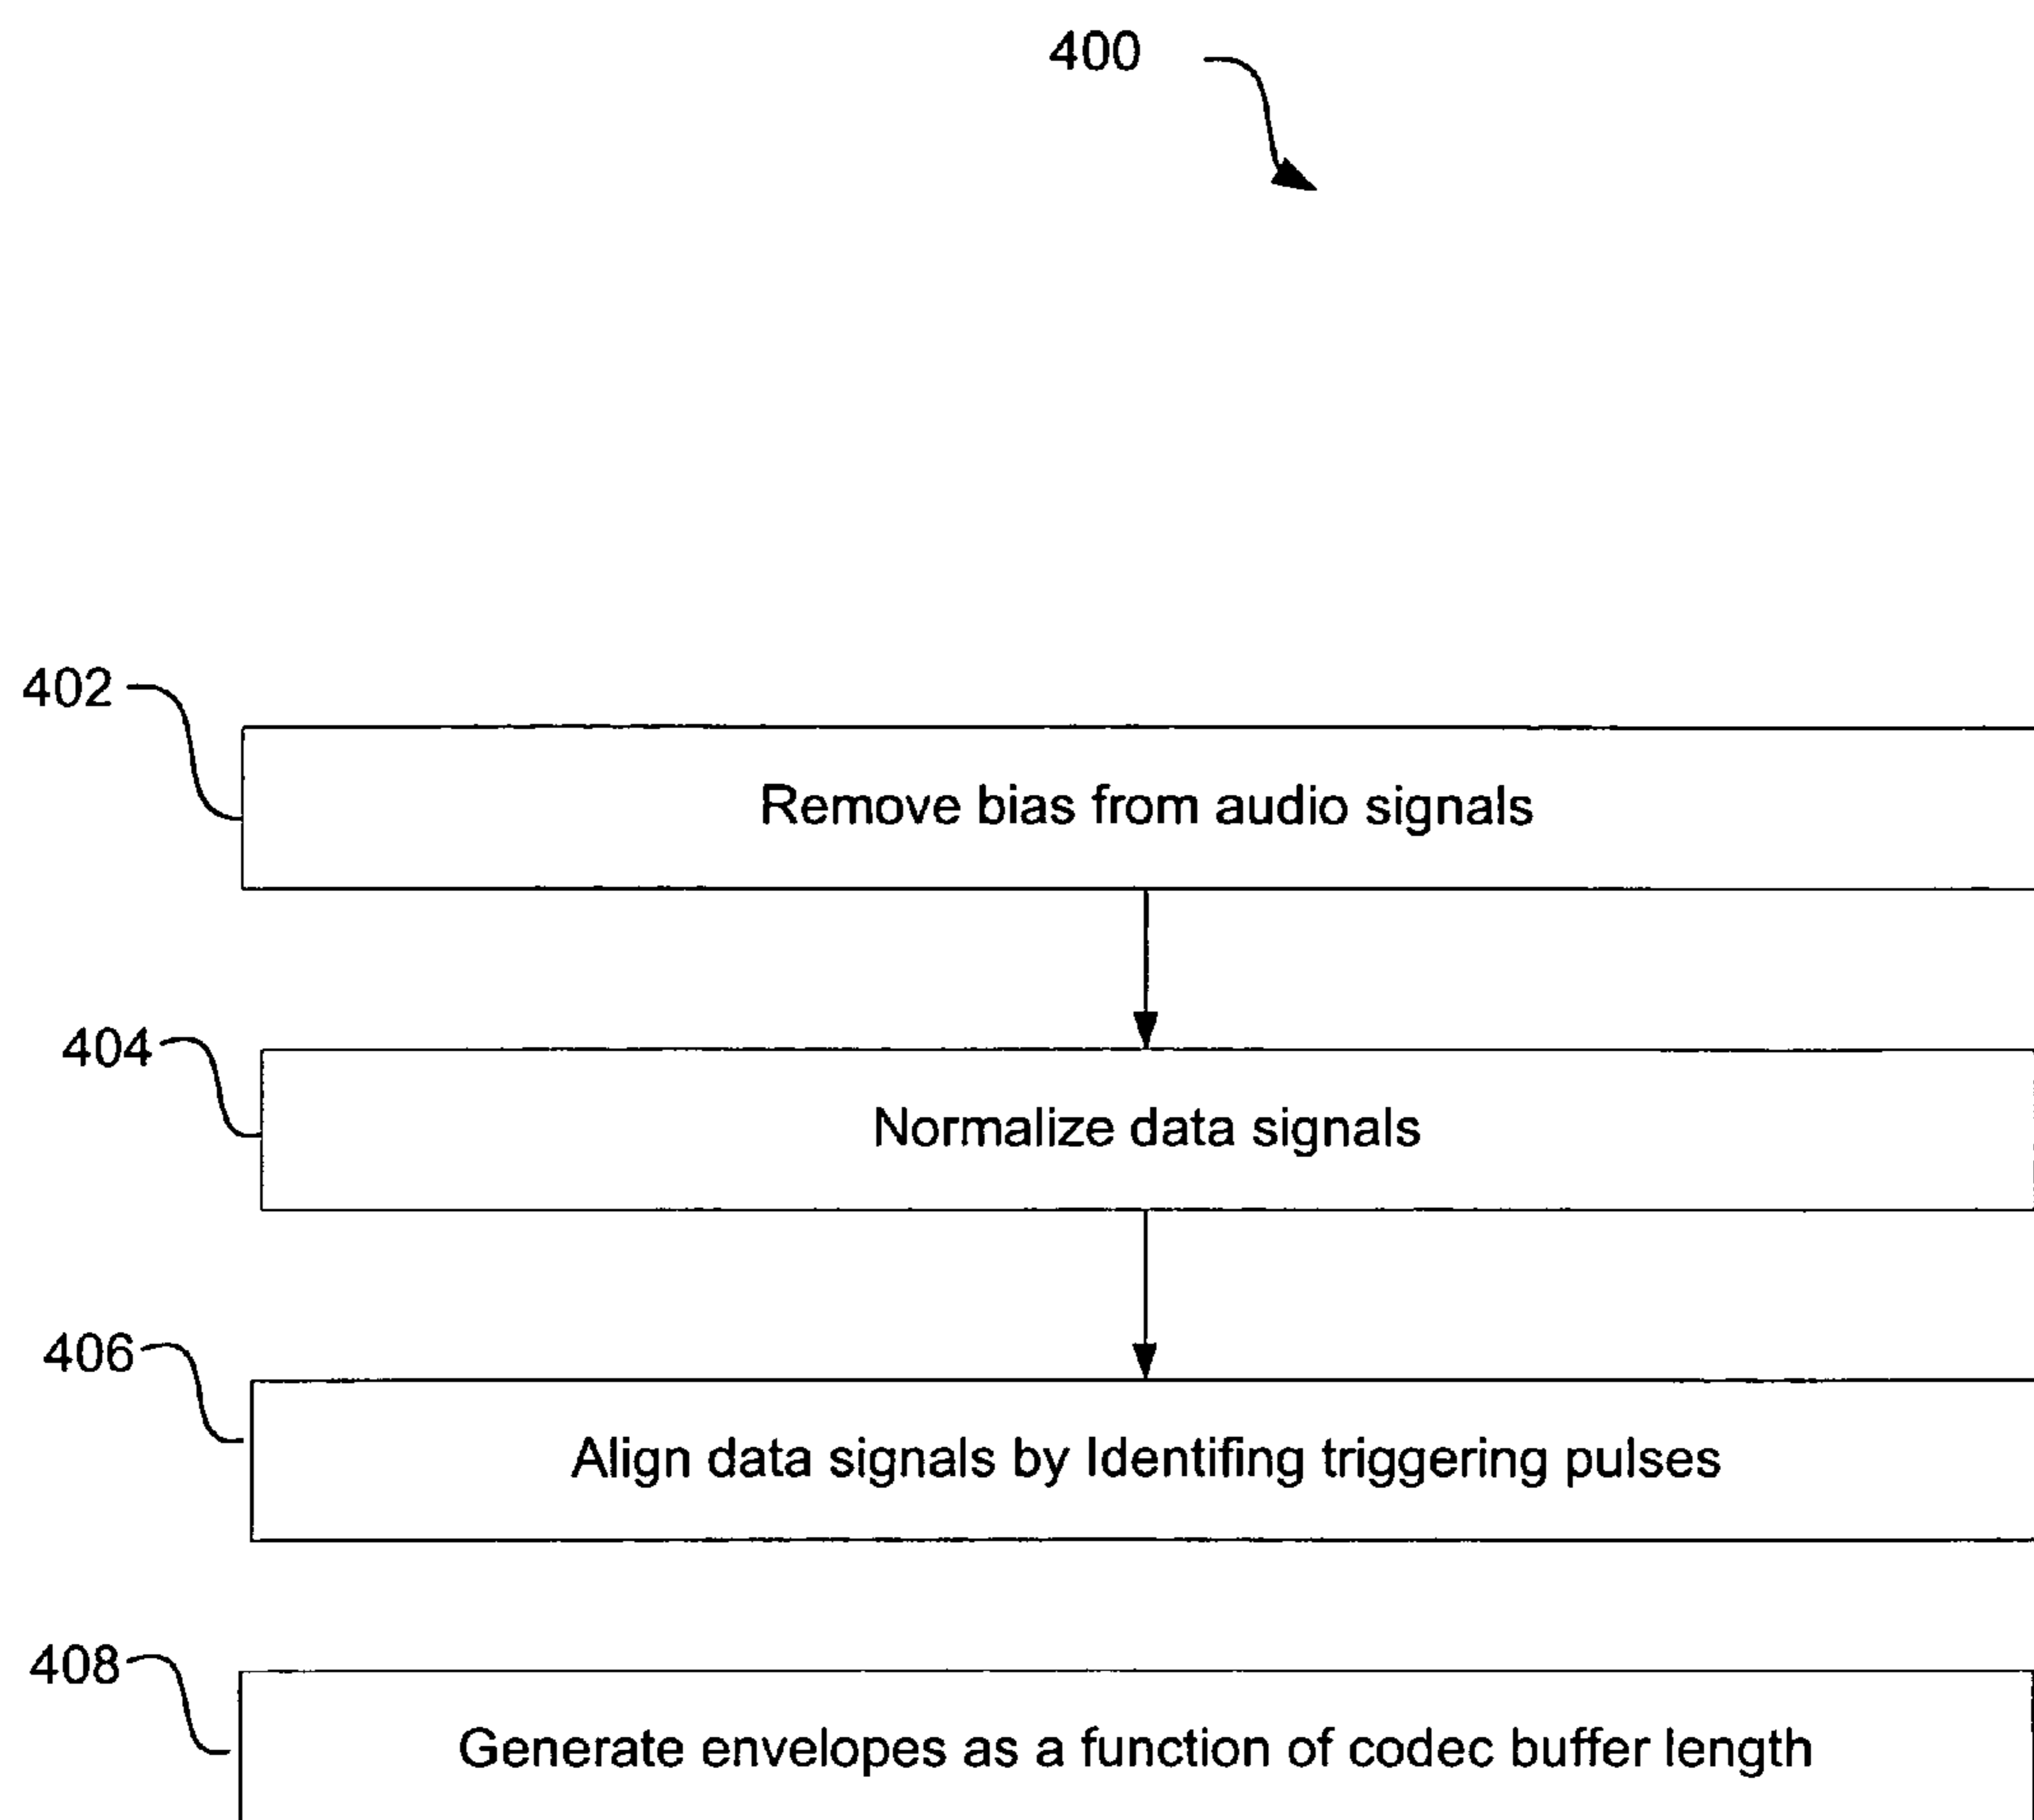 400
402
Remove bias from audio signals
404
Normalize data signals
406
Align data signals by Identifing triggering pulses
408
Generate envelopes as a function of codec buffer length